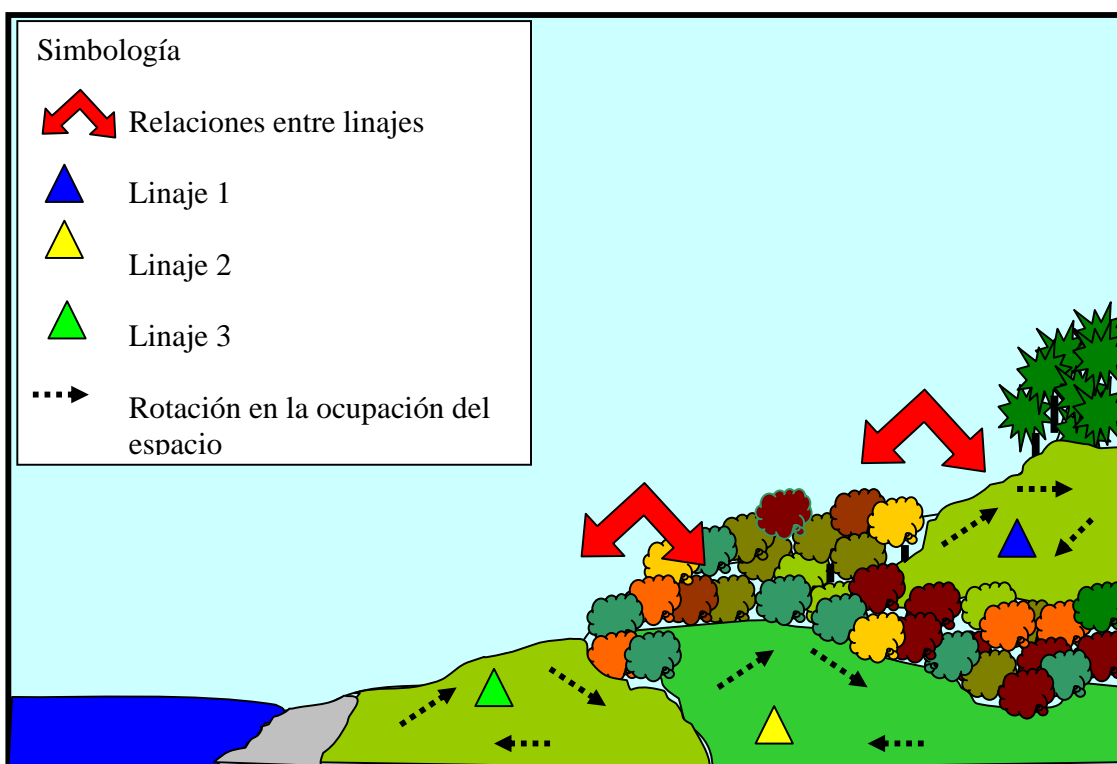 Simbología
Relaciones entre linajes
Linaje 1
Linaje 2
Linaje 3
Rotación en la ocupación del
espacio